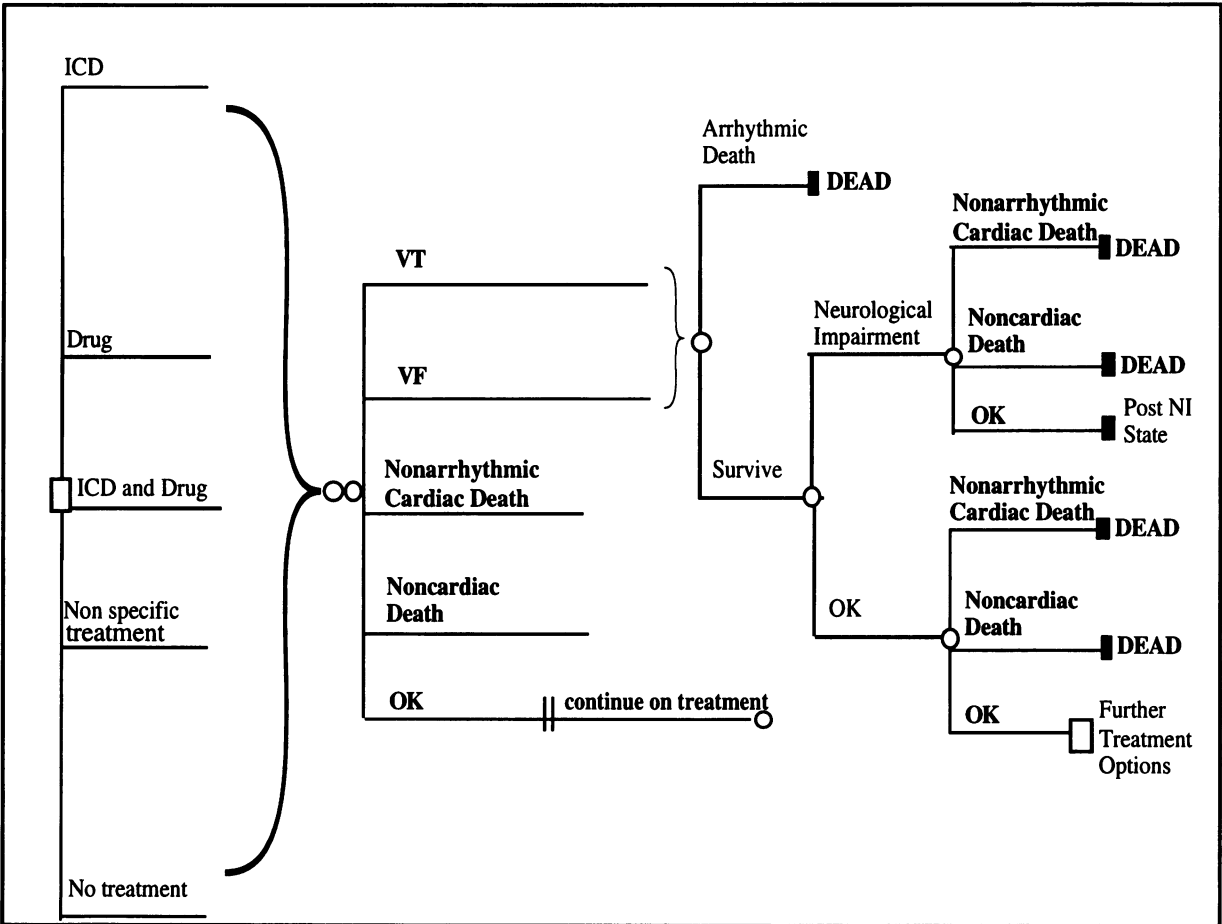 ICD
Drug
ICD and Drug
Non specific
treatment
No treatment
VT
VF
Nonarrhythmic
Cardiac Death
Noncardiac
Death
OK
continue on treatment
Arrhythmic
Death
DEAD
Survive
Neurological
Impairment
OK
Nonarrhythmic
Cardiac Death
DEAD
Noncardiac
Death
DEAD
OK
Post NI
State
Nonarrhythmic
Cardiac Death
DEAD
Noncardiac
Death
DEAD
OK
Further
Treatment
Options